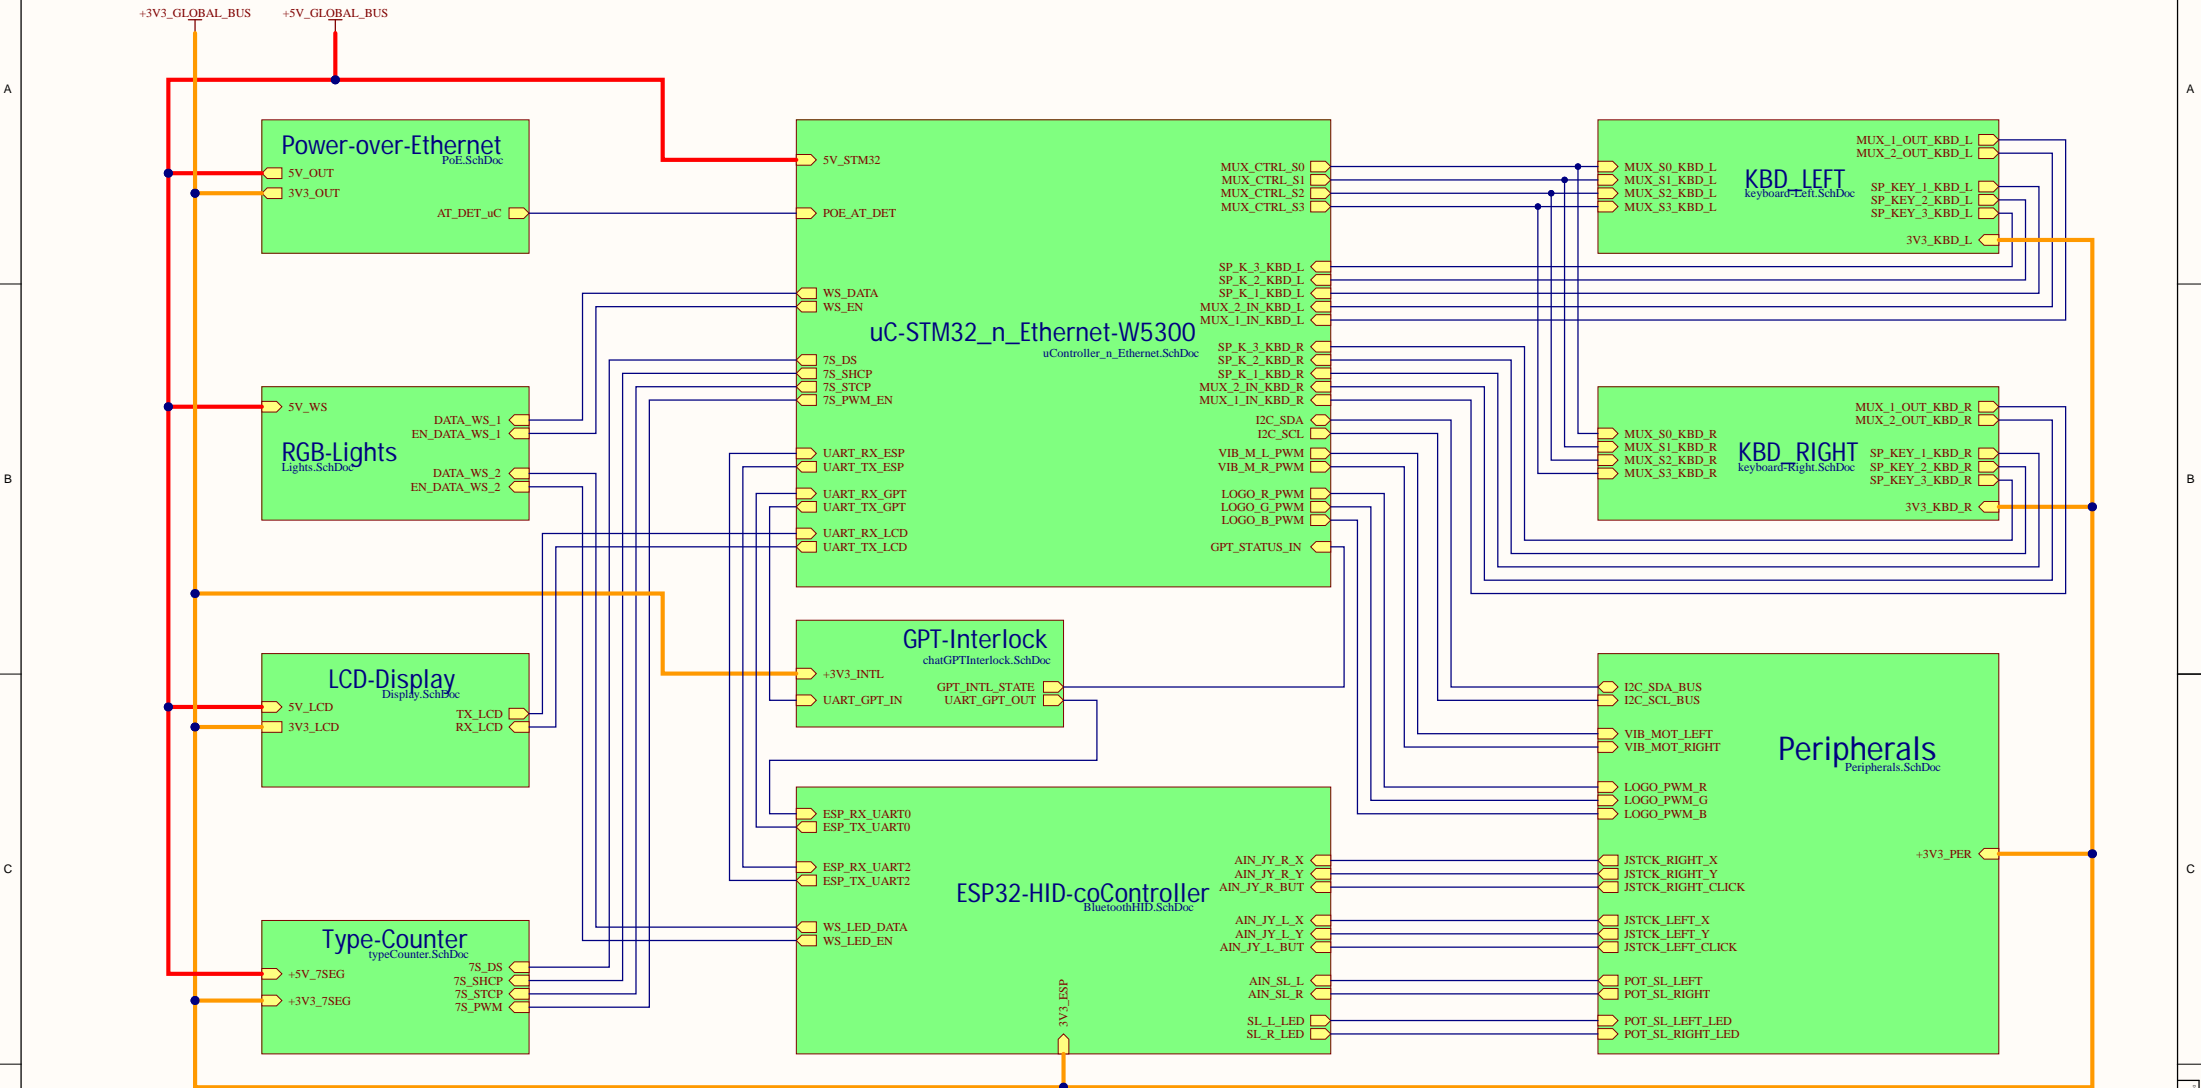 +3V3_GLOBAL_BUS
+5V_GLOBAL_BUS
A
A
B
B
C
C
Power-over-Ethernet
PoE.SchDoc
5V_OUT
3V3_OUT
AT_DET_uC
RGB-Lights
Lights.SchDoc
5V_WS
DATA_WS_1
EN_DATA_WS_1
DATA_WS_2
EN_DATA_WS_2
LCD-Display
Display.SchDoc
5V_LCD
3V3_LCD
TX_LCD
RX_LCD
Type-Counter
typeCounter.SchDoc
+5V_7SEG
+3V3_7SEG
7S_DS
7S_SHCP
7S_STCP
7S_PWM
uC-STM32_n_Ethernet-W5300
uController_n_Ethernet.SchDoc
5V_STM32
POE_AT_DET
WS_DATA
WS_EN
7S_DS
7S_SHCP
7S_STCP
7S_PWM_EN
UART_RX_ESP
UART_TX_ESP
UART_RX_GPT
UART_TX_GPT
UART_RX_LCD
UART_TX_LCD
MUX_CTRL_S0
MUX_CTRL_S1
MUX_CTRL_S2
MUX_CTRL_S3
SP_K_3_KBD_L
SP_K_2_KBD_L
SP_K_1_KBD_L
MUX_2_IN_KBD_L
MUX_1_IN_KBD_L
SP_K_3_KBD_R
SP_K_2_KBD_R
SP_K_1_KBD_R
MUX_2_IN_KBD_R
MUX_1_IN_KBD_R
I2C_SDA
I2C_SCL
VIB_M_L_PWM
VIB_M_R_PWM
LOGO_R_PWM
LOGO_G_PWM
LOGO_B_PWM
GPT_STATUS_IN
GPT-Interlock
chatGPTInterlock.SchDoc
+3V3_INTL
UART_GPT_IN
GPT_INTL_STATE
UART_GPT_OUT
ESP32-HID-coController
BluetoothHID.SchDoc
ESP_RX_UART0
ESP_TX_UART0
ESP_RX_UART2
ESP_TX_UART2
WS_LED_DATA
WS_LED_EN
3V3_ESP
AIN_JY_R_X
AIN_JY_R_Y
AIN_JY_R_BUT
AIN_JY_L_X
AIN_JY_L_Y
AIN_JY_L_BUT
AIN_SL_L
AIN_SL_R
SL_L_LED
SL_R_LED
KBD_LEFT
keyboard-Left.SchDoc
MUX_S0_KBD_L
MUX_S1_KBD_L
MUX_S2_KBD_L
MUX_S3_KBD_L
MUX_1_OUT_KBD_L
MUX_2_OUT_KBD_L
SP_KEY_1_KBD_L
SP_KEY_2_KBD_L
SP_KEY_3_KBD_L
3V3_KBD_L
KBD_RIGHT
keyboard-Right.SchDoc
MUX_S0_KBD_R
MUX_S1_KBD_R
MUX_S2_KBD_R
MUX_S3_KBD_R
MUX_1_OUT_KBD_R
MUX_2_OUT_KBD_R
SP_KEY_1_KBD_R
SP_KEY_2_KBD_R
SP_KEY_3_KBD_R
3V3_KBD_R
Peripherals
Peripherals.SchDoc
I2C_SDA_BUS
I2C_SCL_BUS
VIB_MOT_LEFT
VIB_MOT_RIGHT
LOGO_PWM_R
LOGO_PWM_G
LOGO_PWM_B
+3V3_PER
JSTCK_RIGHT_X
JSTCK_RIGHT_Y
JSTCK_RIGHT_CLICK
JSTCK_LEFT_X
JSTCK_LEFT_Y
JSTCK_LEFT_CLICK
POT_SL_LEFT
POT_SL_RIGHT
POT_SL_LEFT_LED
POT_SL_RIGHT_LED